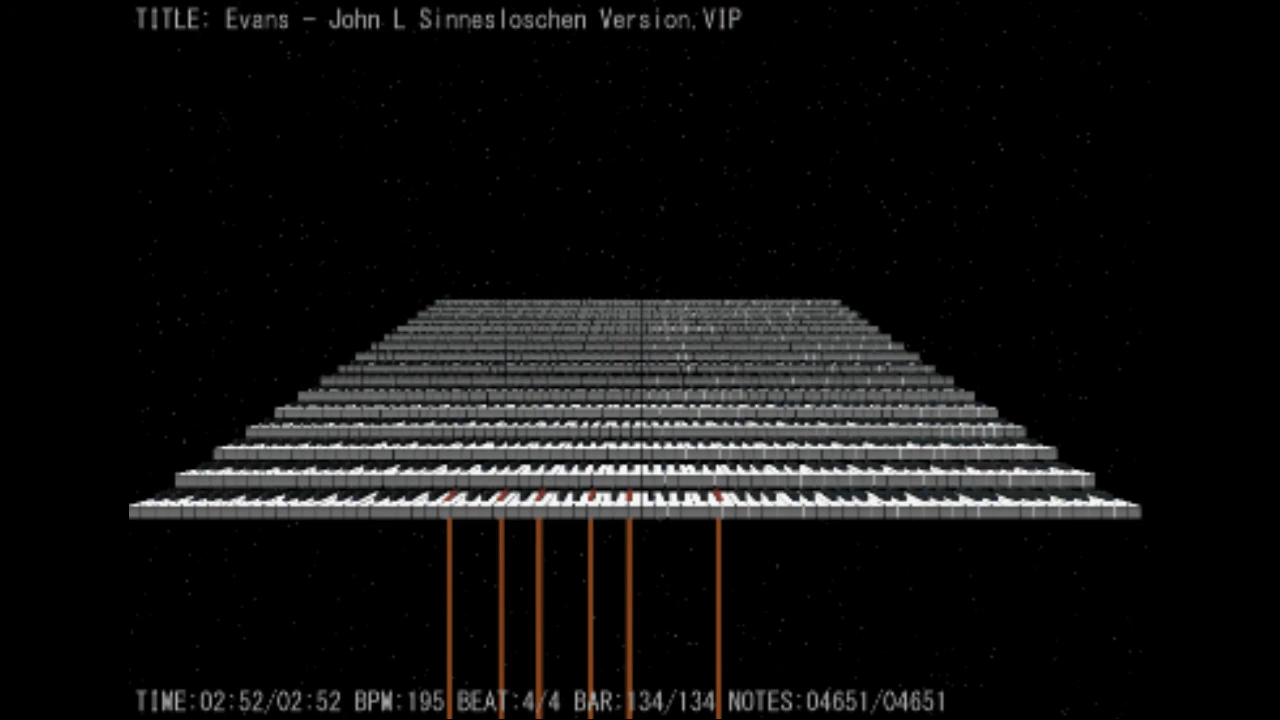 TITLE: Evans - John L Sinnesloschen Version.VIP
TIME:02:52/02:52 BPM:195 BEAT:4/4 BAR:134/134 NOTES:04651/04651